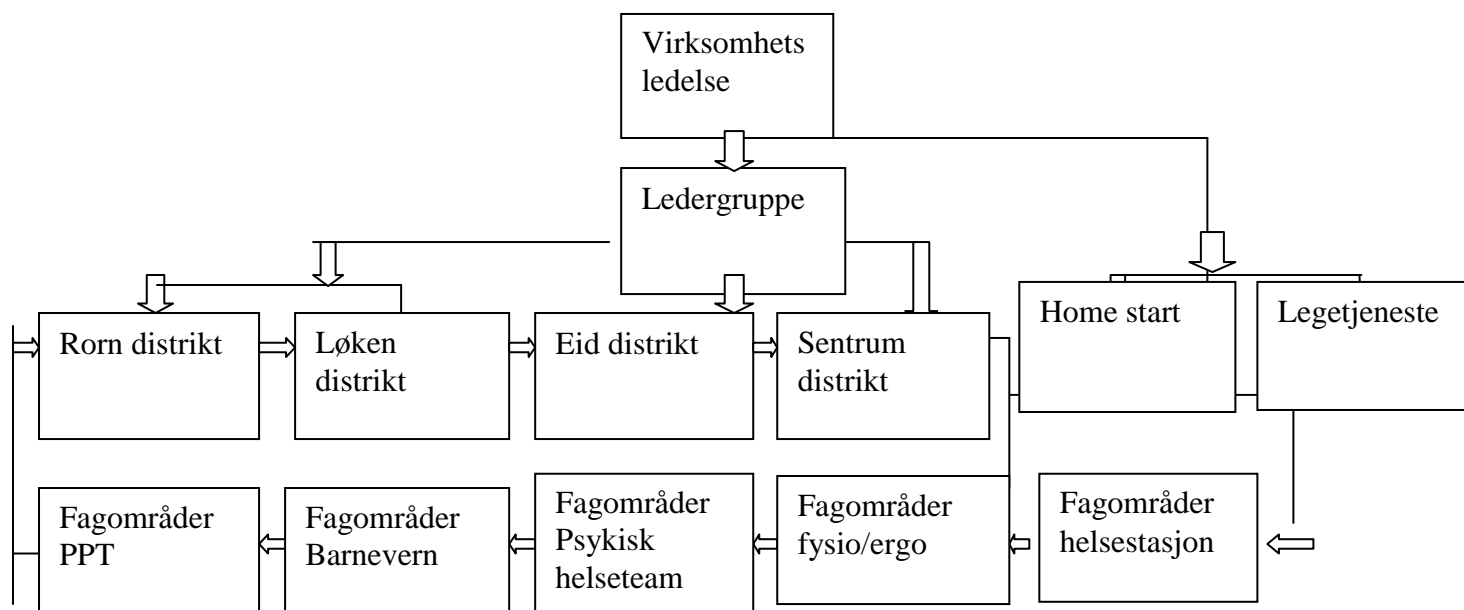 Virksomhets
ledelse
Ledergruppe
Rorn distrikt
Løken
distrikt
Eid distrikt
Sentrum
distrikt
Home start
Legetjeneste
Fagområder
PPT
Fagområder
Barnevern
Fagområder
Psykisk
helseteam
Fagområder
fysio/ergo
Fagområder
helsestasjon